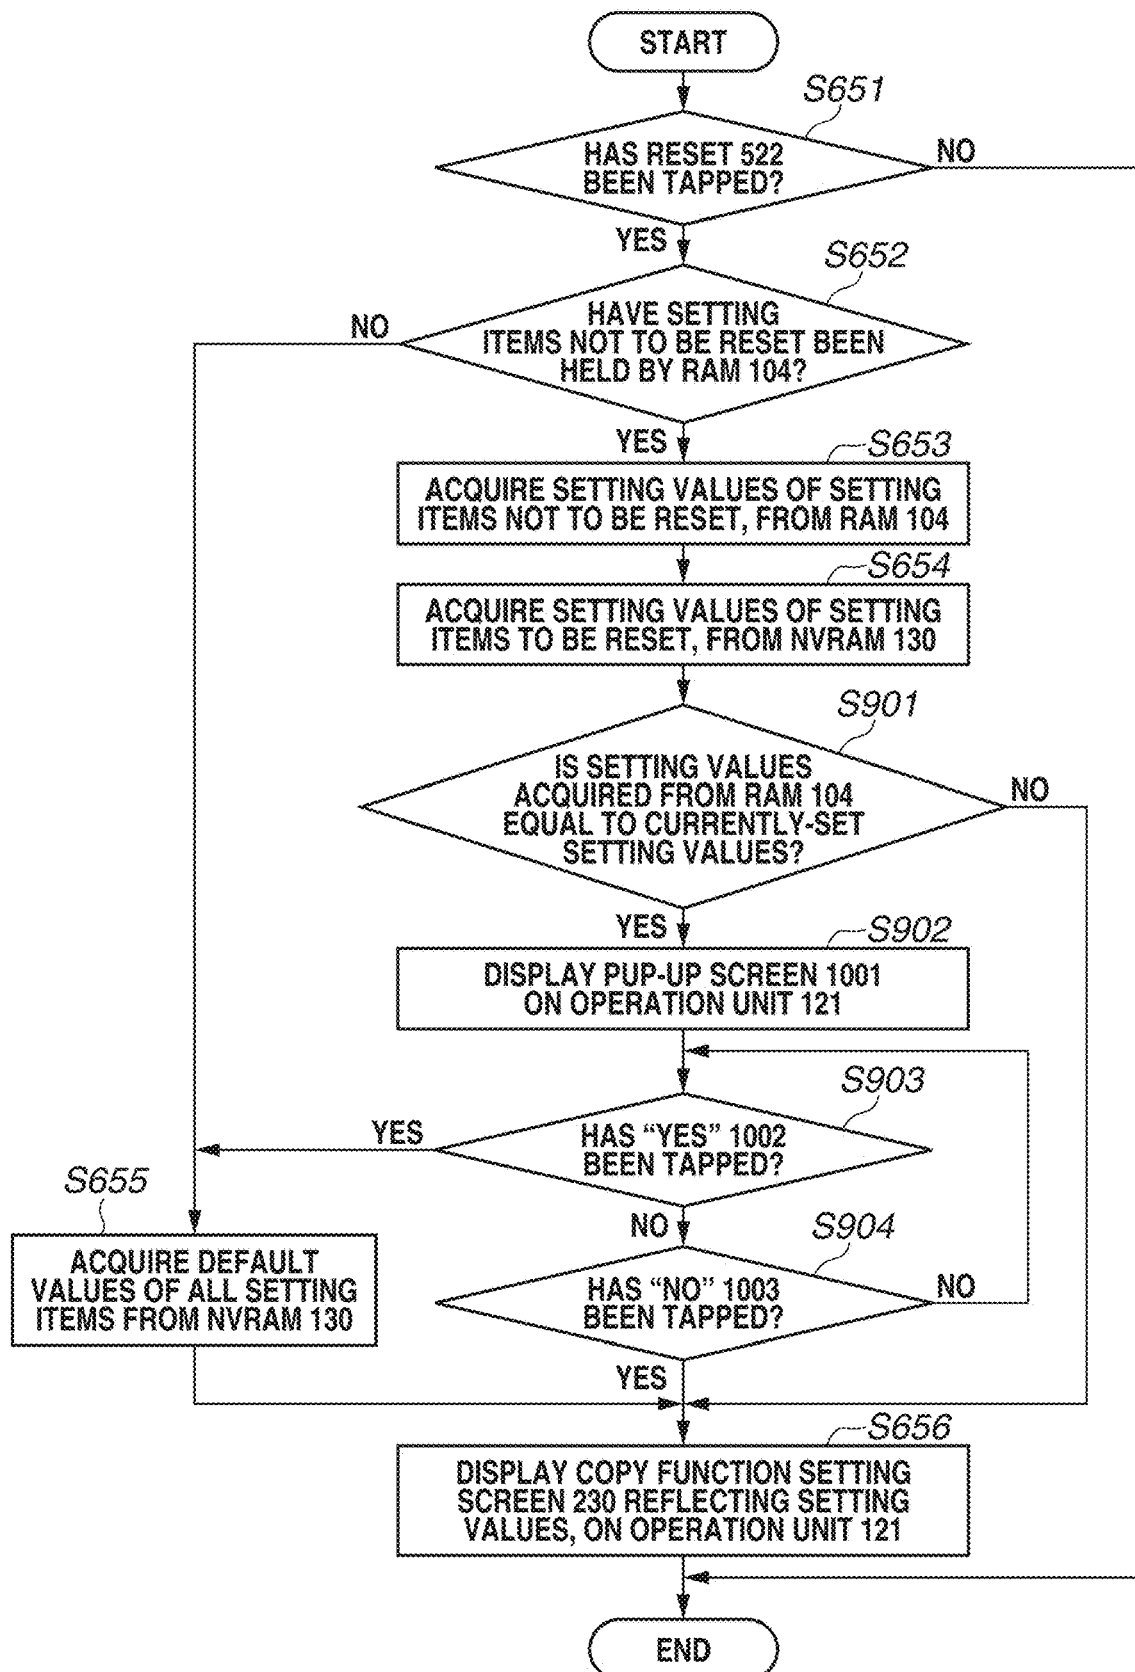 START
S651
HAS RESET 522
BEEN TAPPED?
NO
YES
S652
HAVE SETTING
ITEMS NOT TO BE RESET BEEN
HELD BY RAM 104?
NO
YES
S653
ACQUIRE SETTING VALUES OF SETTING
ITEMS NOT TO BE RESET, FROM RAM 104
S654
ACQUIRE SETTING VALUES OF SETTING
ITEMS TO BE RESET, FROM NVRAM 130
S901
IS SETTING VALUES
ACQUIRED FROM RAM 104
EQUAL TO CURRENTLY-SET
SETTING VALUES?
NO
YES
S902
DISPLAY PUP-UP SCREEN 1001
ON OPERATION UNIT 121
S903
HAS “YES” 1002
BEEN TAPPED?
YES
NO
S655
ACQUIRE DEFAULT
VALUES OF ALL SETTING
ITEMS FROM NVRAM 130
S904
HAS “NO” 1003
BEEN TAPPED?
NO
YES
S656
DISPLAY COPY FUNCTION SETTING
SCREEN 230 REFLECTING SETTING
VALUES, ON OPERATION UNIT 121
END